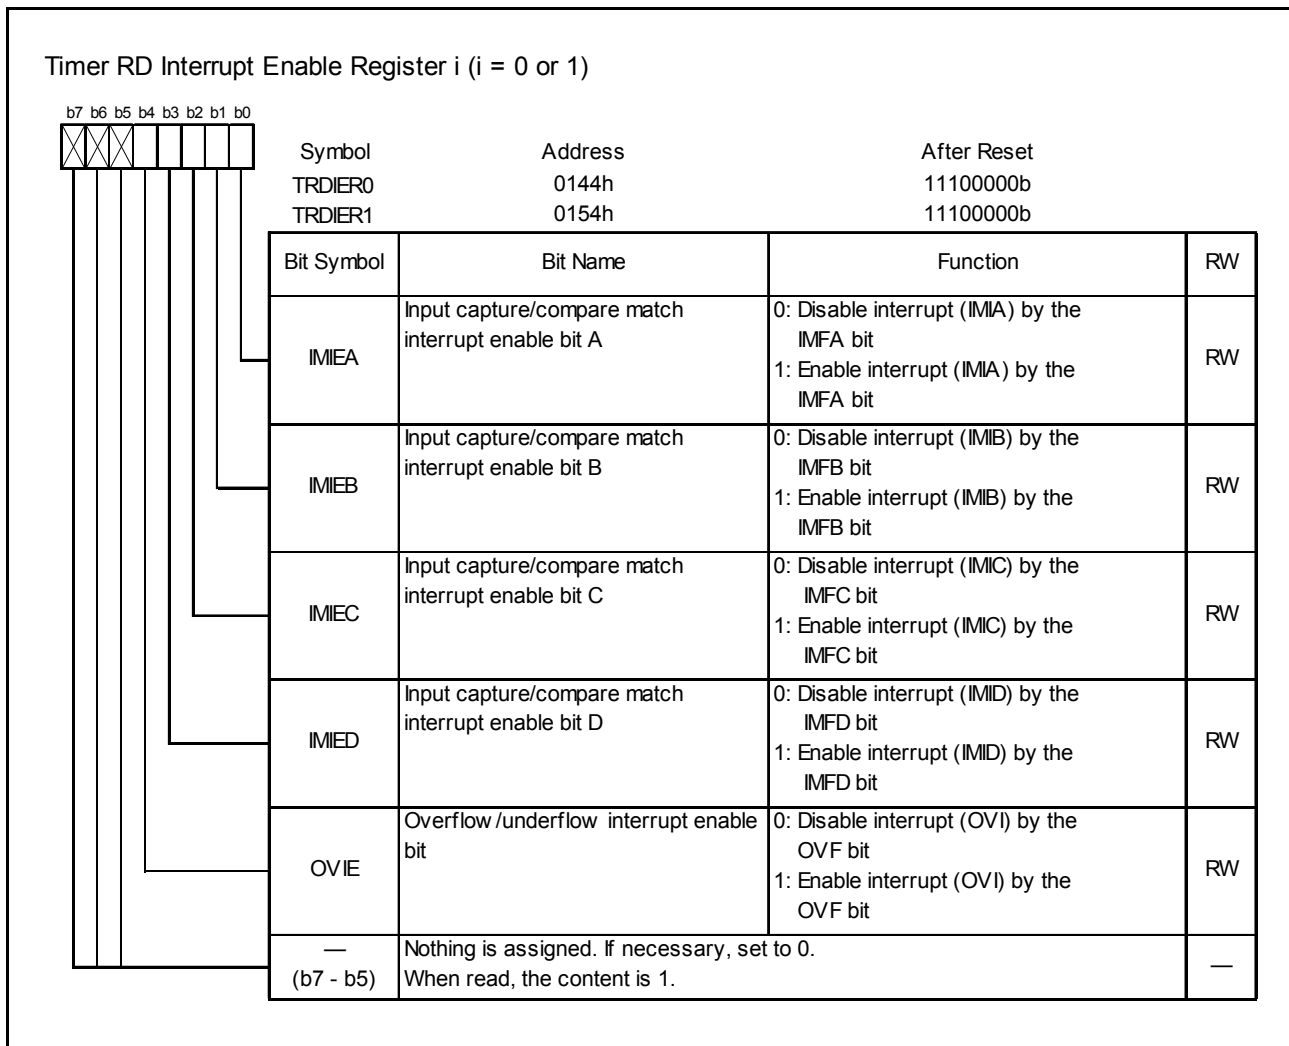 Timer RD Interrupt Enable Register i (i = 0 or 1)
b7 b6 b5 b4 b3 b2 b1 b0
Symbol Address After Reset
TRDIER0 0144h 11100000b
TRDIER1 0154h 11100000b
Bit Symbol Bit Name Function RW
IMIEA
Input capture/compare match
interrupt enable bit A
0: Disable interrupt (IMIA) by the
IMFA bit
1: Enable interrupt (IMIA) by the
IMFA bit
RW
IMIEB
Input capture/compare match
interrupt enable bit B
0: Disable interrupt (IMIB) by the
IMFB bit
1: Enable interrupt (IMIB) by the
IMFB bit
RW
IMIEC
Input capture/compare match
interrupt enable bit C
0: Disable interrupt (IMIC) by the
IMFC bit
1: Enable interrupt (IMIC) by the
IMFC bit
RW
IMIED
Input capture/compare match
interrupt enable bit D
0: Disable interrupt (IMID) by the
IMFD bit
1: Enable interrupt (IMID) by the
IMFD bit
RW
OVIE
Overflow/underflow interrupt enable
bit
0: Disable interrupt (OVI) by the
OVF bit
1: Enable interrupt (OVI) by the
OVF bit
RW
—
(b7 - b5)
Nothing is assigned. If necessary, set to 0.
When read, the content is 1.
—